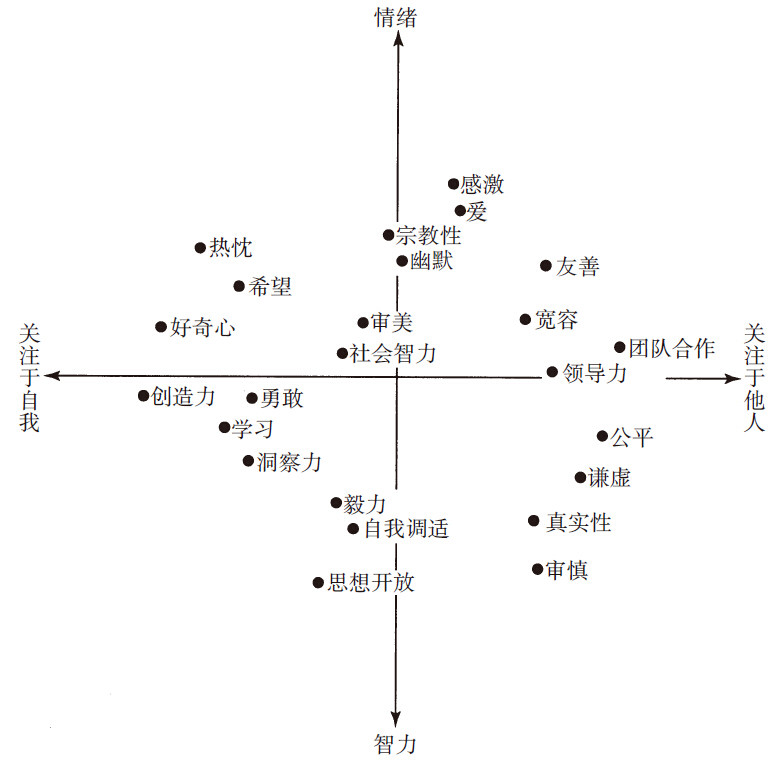 情绪
感激
爱
宗教性
热忱
幽默
友善
希望
宽容
审美
好奇心
团队合作
社会智力
领导力
关注于自我
关注于他人
创造力
勇敢
学习
公平
洞察力
谦虚
毅力
真实性
自我调适
审慎
思想开放
智力